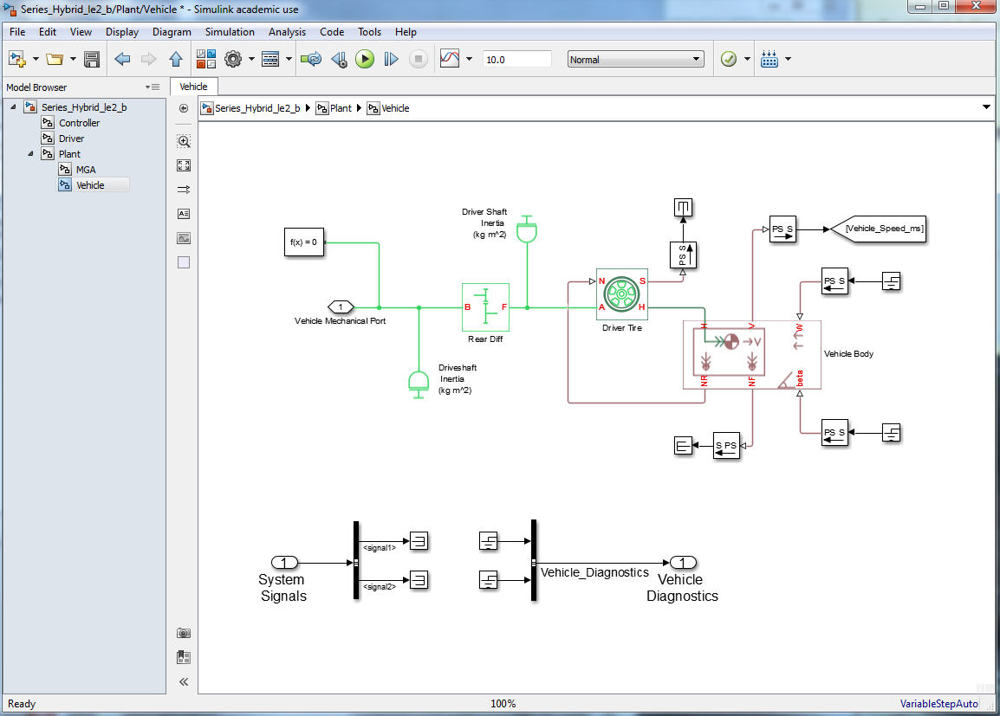 Series_Hybrid_le2_b/Plant/Vehicle * - Simulink academic use
File Edit View Display Diagram Simulation Analysis Code Tools Help
10.0 Normal
Model Browser
Vehicle
Series_Hybrid_le2_b
Controller
Driver
Plant
MGA
Vehicle
Series_Hybrid_le2_b Plant Vehicle
Driver Shaft
Inertia
(kg m^2)
f(x) = 0
PS S
PS S
[Vehicle_Speed_ms]
PS S
N S
A H
Driver Tire
1
Vehicle Mechanical Port
B F
Rear Diff
H V W
V
NR NF beta
Vehicle Body
Driveshaft
Inertia
(kg m^2)
S PS
PS S
<signal1>
<signal2>
1
System
Signals
Vehicle_Diagnostics
1
Vehicle
Diagnostics
Ready 100% VariableStepAuto